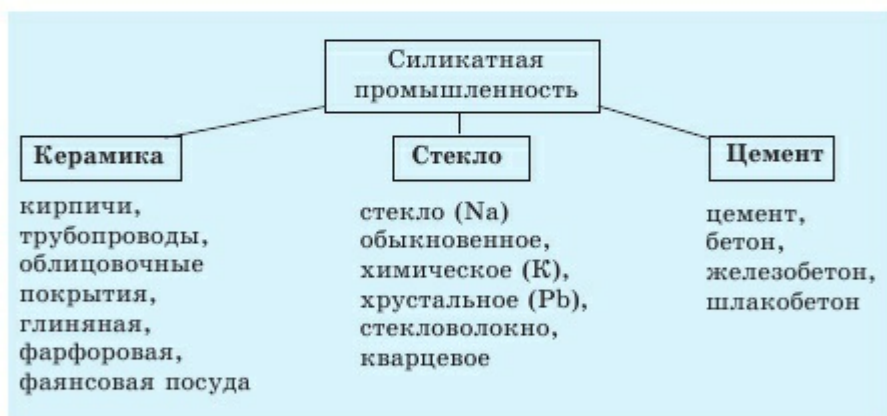 Силикатная
промышленность
Керамика
кирпичи,
трубопроводы,
облицовочные
покрытия,
глиняная,
фарфоровая,
фаянсовая посуда
Стекло
стекло (Na)
обыкновенное,
химическое (К),
хрустальное (Pb),
стекловолокно,
кварцевое
Цемент
цемент,
бетон,
железобетон,
шлакобетон